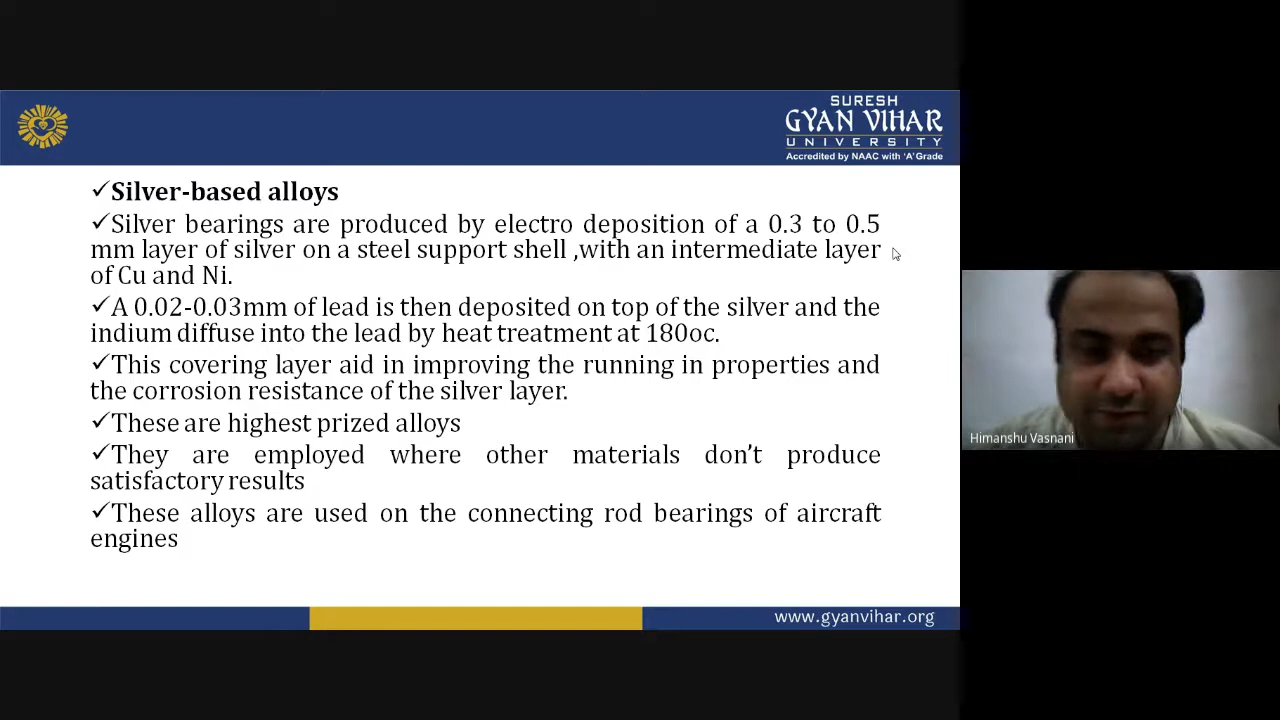 SURESH
GYAN VIHAR
UNIVERSITY
Accredited by NAAC with 'A' Grade
✓Silver-based alloys
✓Silver bearings are produced by electro deposition of a 0.3 to 0.5
mm layer of silver on a steel support shell ,with an intermediate layer
of Cu and Ni.
✓A 0.02-0.03mm of lead is then deposited on top of the silver and the
indium diffuse into the lead by heat treatment at 180oc.
✓This covering layer aid in improving the running in properties and
the corrosion resistance of the silver layer.
✓These are highest prized alloys
✓They are employed where other materials don't produce
satisfactory results
✓These alloys are used on the connecting rod bearings of aircraft
engines
www.gyanvihar.org
Himanshu Vasnani